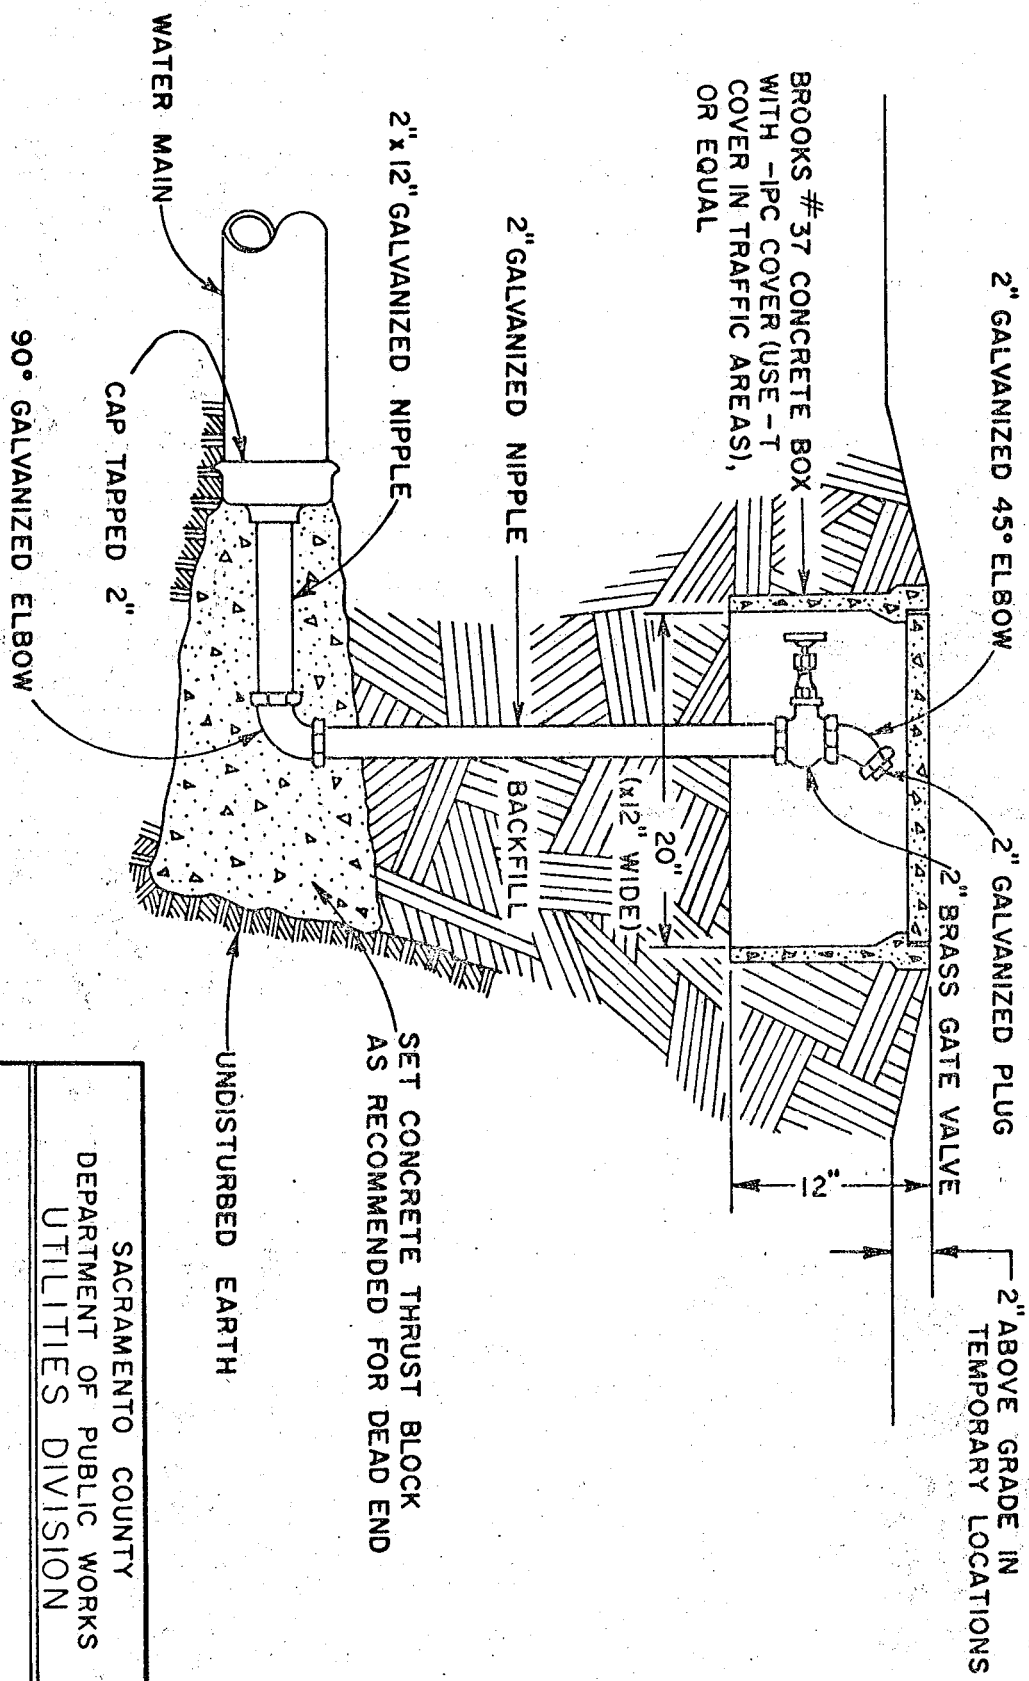 2" GALVANIZED 45° ELBOW
2" GALVANIZED PLUG
2" BRASS GATE VALVE
2" ABOVE GRADE IN
TEMPORARY LOCATIONS
BROOKS #37 CONCRETE BOX
WITH -1PC COVER (USE -T
COVER IN TRAFFIC AREAS),
OR EQUAL
12"
20"
(x12" WIDE)
2" GALVANIZED NIPPLE
BACKFILL
2" x 12" GALVANIZED NIPPLE
SET CONCRETE THRUST BLOCK
AS RECOMMENDED FOR DEAD END
WATER MAIN
UNDISTURBED EARTH
CAP TAPPED 2"
90° GALVANIZED ELBOW
SACRAMENTO COUNTY
DEPARTMENT OF PUBLIC WORKS
UTILITIES DIVISION